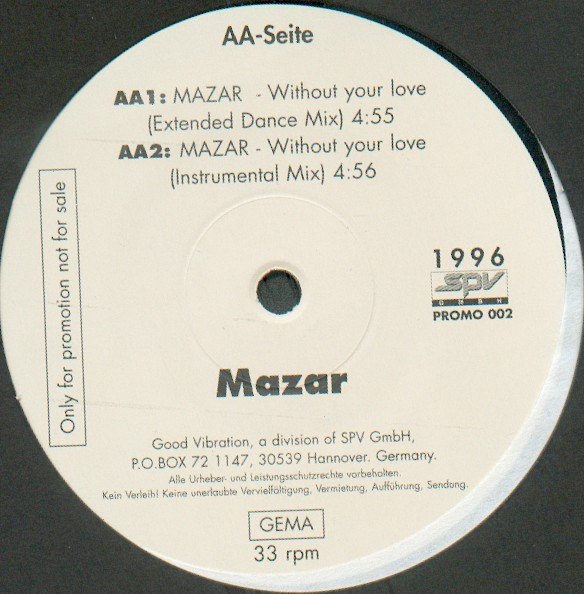 AA-Seite
AA1: MAZAR - Without your love
(Extended Dance Mix) 4:55
AA2: MAZAR - Without your love
(Instrumental Mix) 4:56
Only for promotion not for sale
1996
spv
GMBH
PROMO 002
Mazar
Good Vibration, a division of SPV GmbH,
P.O.BOX 72 1147, 30539 Hannover. Germany.
Alle Urheber- und Leistungsschutzrechte vorbehalten.
Kein Verleih! Keine unerlaubte Vervielfältigung, Vermietung, Aufführung, Sendung.
GEMA
33 rpm